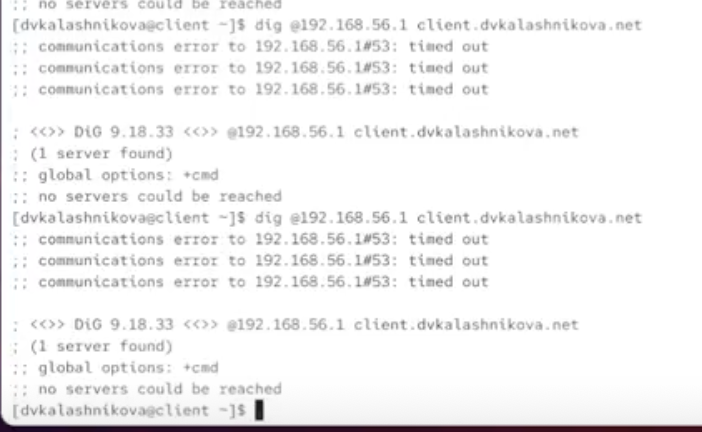 ;; no servers could be reached
[dvkalashnikova@client ~]$ dig @192.168.56.1 client.dvkalashnikova.net
;; communications error to 192.168.56.1#53: timed out
;; communications error to 192.168.56.1#53: timed out
;; communications error to 192.168.56.1#53: timed out
; <<>> DiG 9.18.33 <<>> @192.168.56.1 client.dvkalashnikova.net
; (1 server found)
;; global options: +cmd
;; no servers could be reached
[dvkalashnikova@client ~]$ dig @192.168.56.1 client.dvkalashnikova.net
;; communications error to 192.168.56.1#53: timed out
;; communications error to 192.168.56.1#53: timed out
;; communications error to 192.168.56.1#53: timed out
; <<>> DiG 9.18.33 <<>> @192.168.56.1 client.dvkalashnikova.net
; (1 server found)
;; global options: +cmd
;; no servers could be reached
[dvkalashnikova@client ~]$